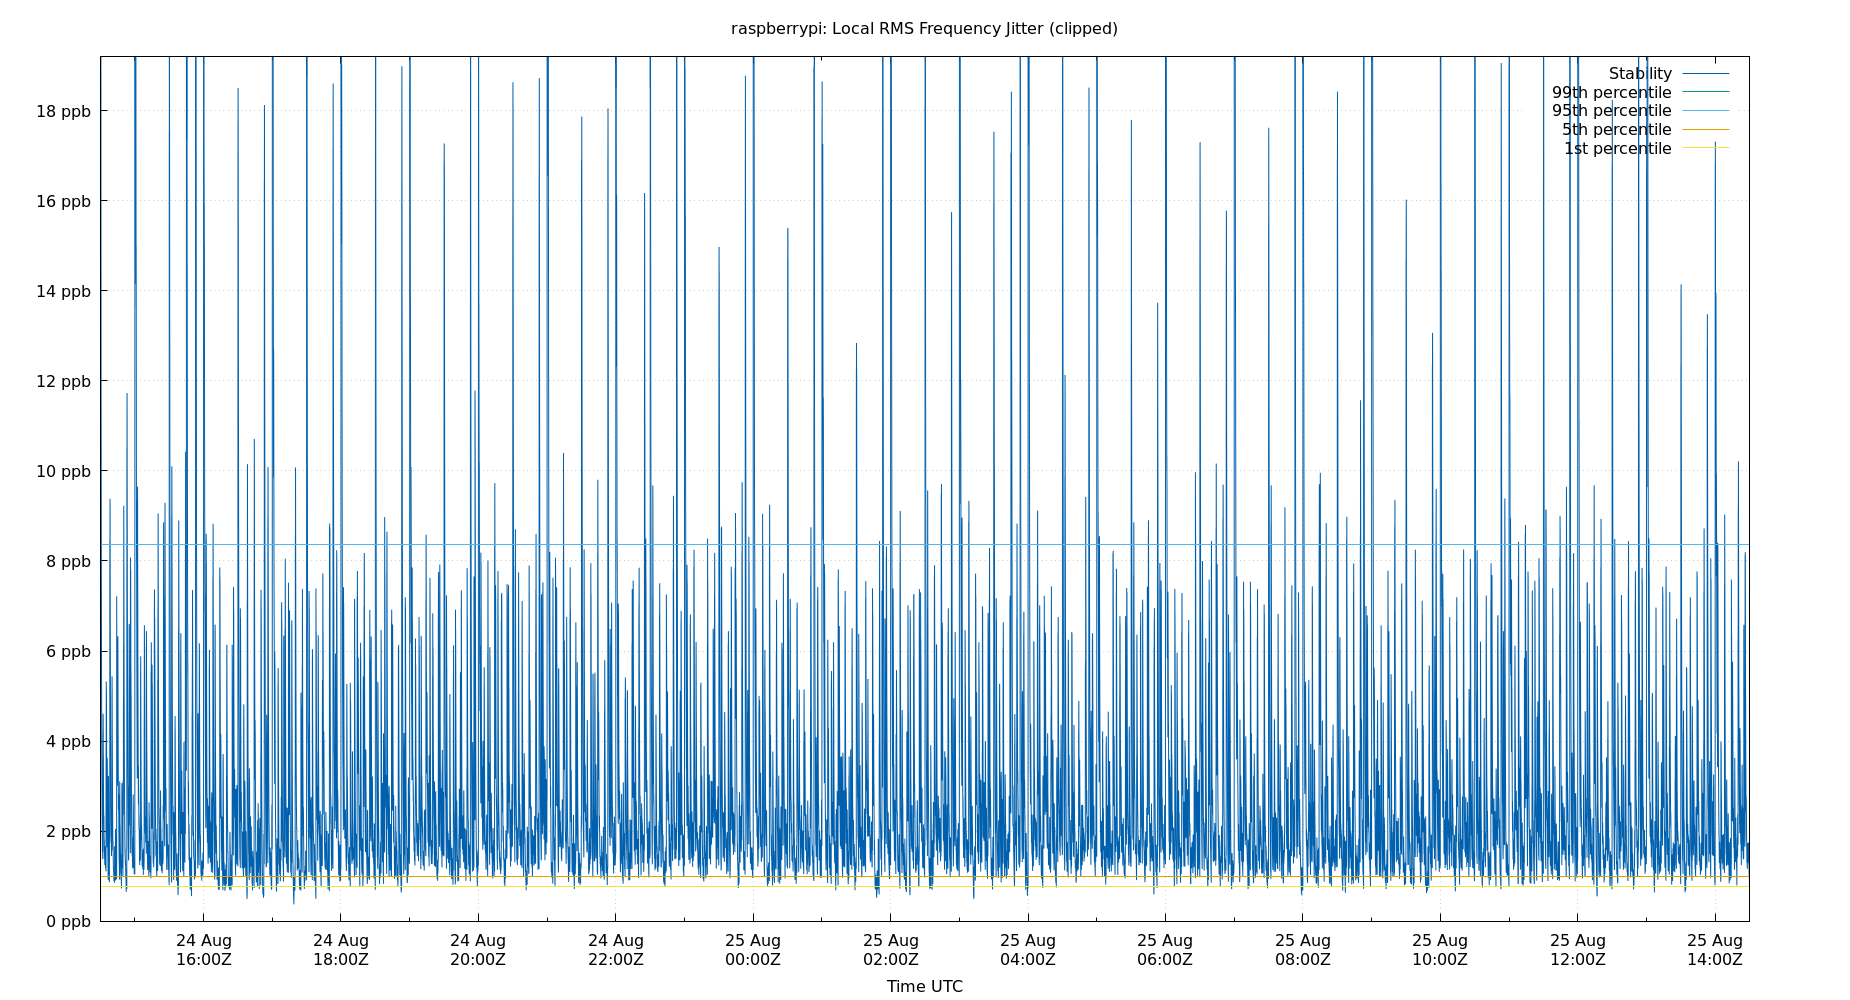 raspberrypi: Local RMS Frequency Jitter (clipped)
Stability
99th percentile
95th percentile
5th percentile
1st percentile
18 ppb
16 ppb
14 ppb
12 ppb
10 ppb
8 ppb
6 ppb
4 ppb
2 ppb
0 ppb
24 Aug 24 Aug 24 Aug 24 Aug 25 Aug 25 Aug 25 Aug 25 Aug 25 Aug 25 Aug 25 Aug 25 Aug
16:00Z 18:00Z 20:00Z 22:00Z 00:00Z 02:00Z 04:00Z 06:00Z 08:00Z 10:00Z 12:00Z 14:00Z
Time UTC